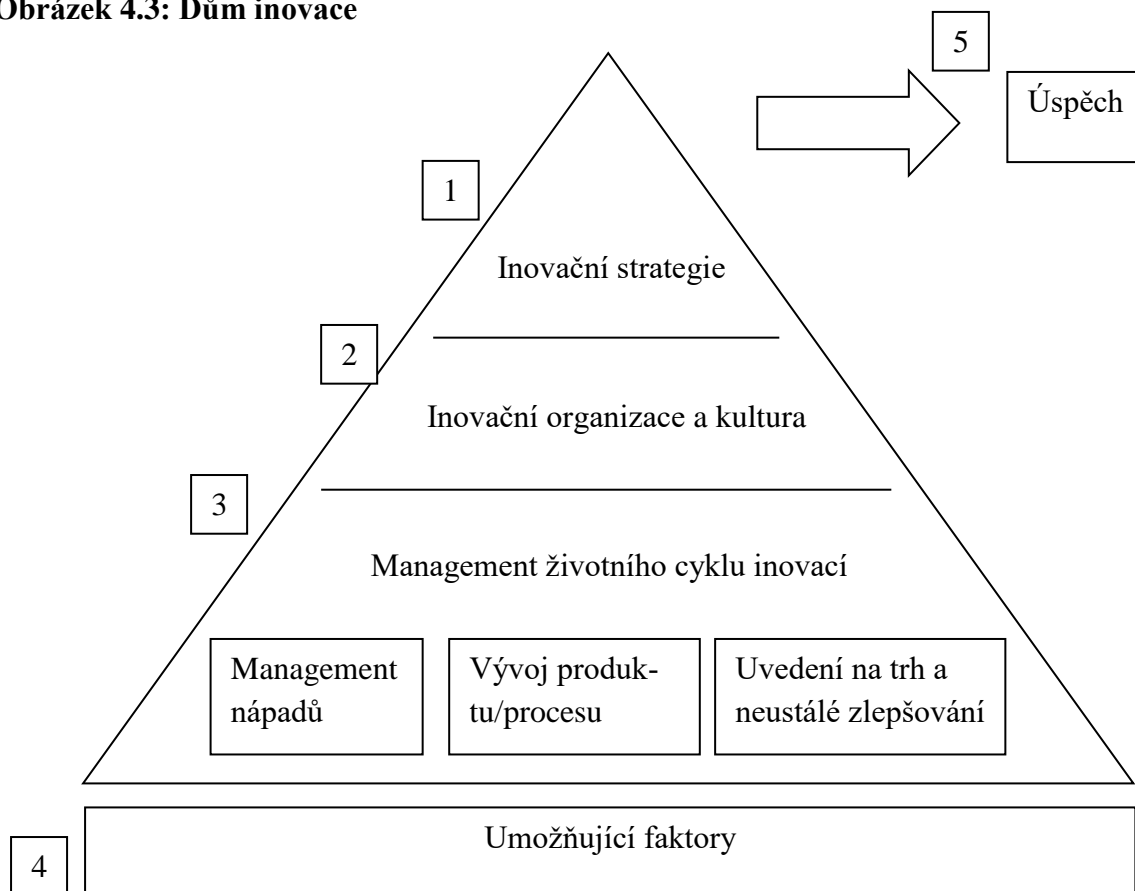 Obrázek 4.3: Dům inovace
5
Úspěch
1
Inovační strategie
2
Inovační organizace a kultura
3
Management životního cyklu inovací
Management
nápadů
Vývoj produk-
tu/procesu
Uvedení na trh a
neustálé zlepšování
Umožňující faktory
4